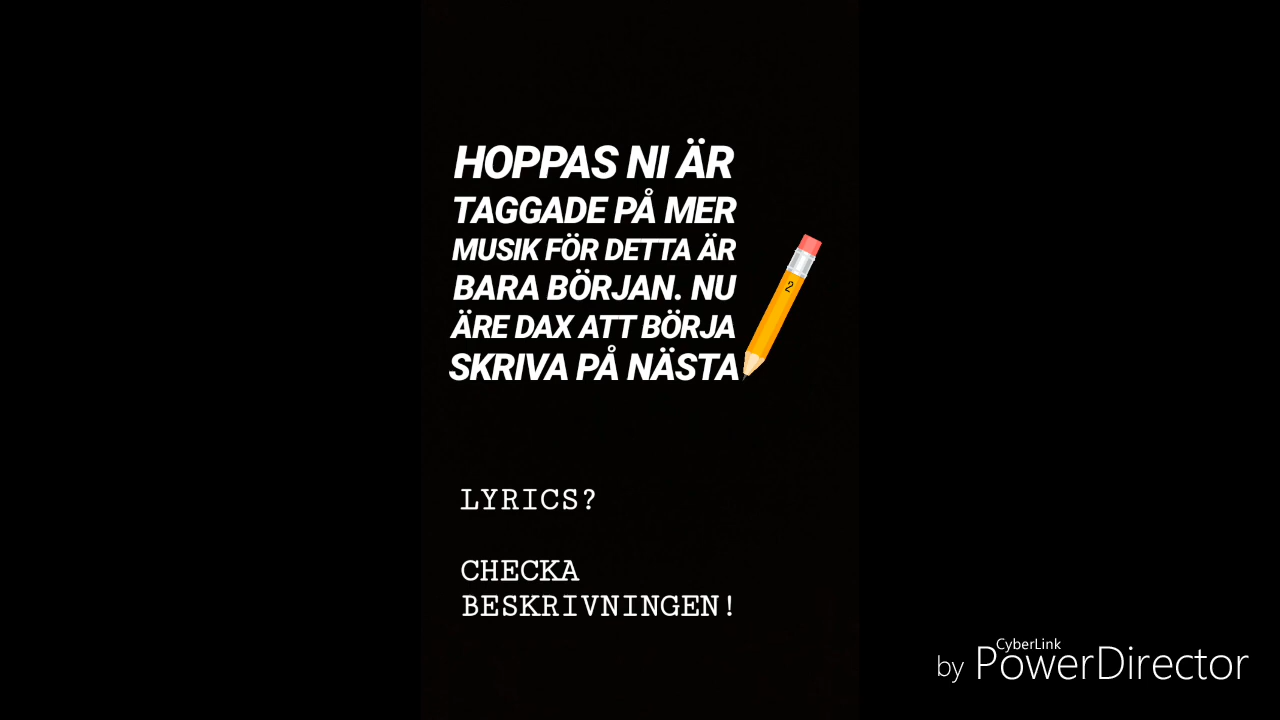 HOPPAS NI ÄR
TAGGADE PÅ MER
MUSIK FÖR DETTA ÄR
BARA BÖRJAN. NU
ÄRE DAX ATT BÖRJA
SKRIVA PÅ NÄSTA
2
LYRICS?
CHECKA
BESKRIVNINGEN!
CyberLink
by PowerDirector